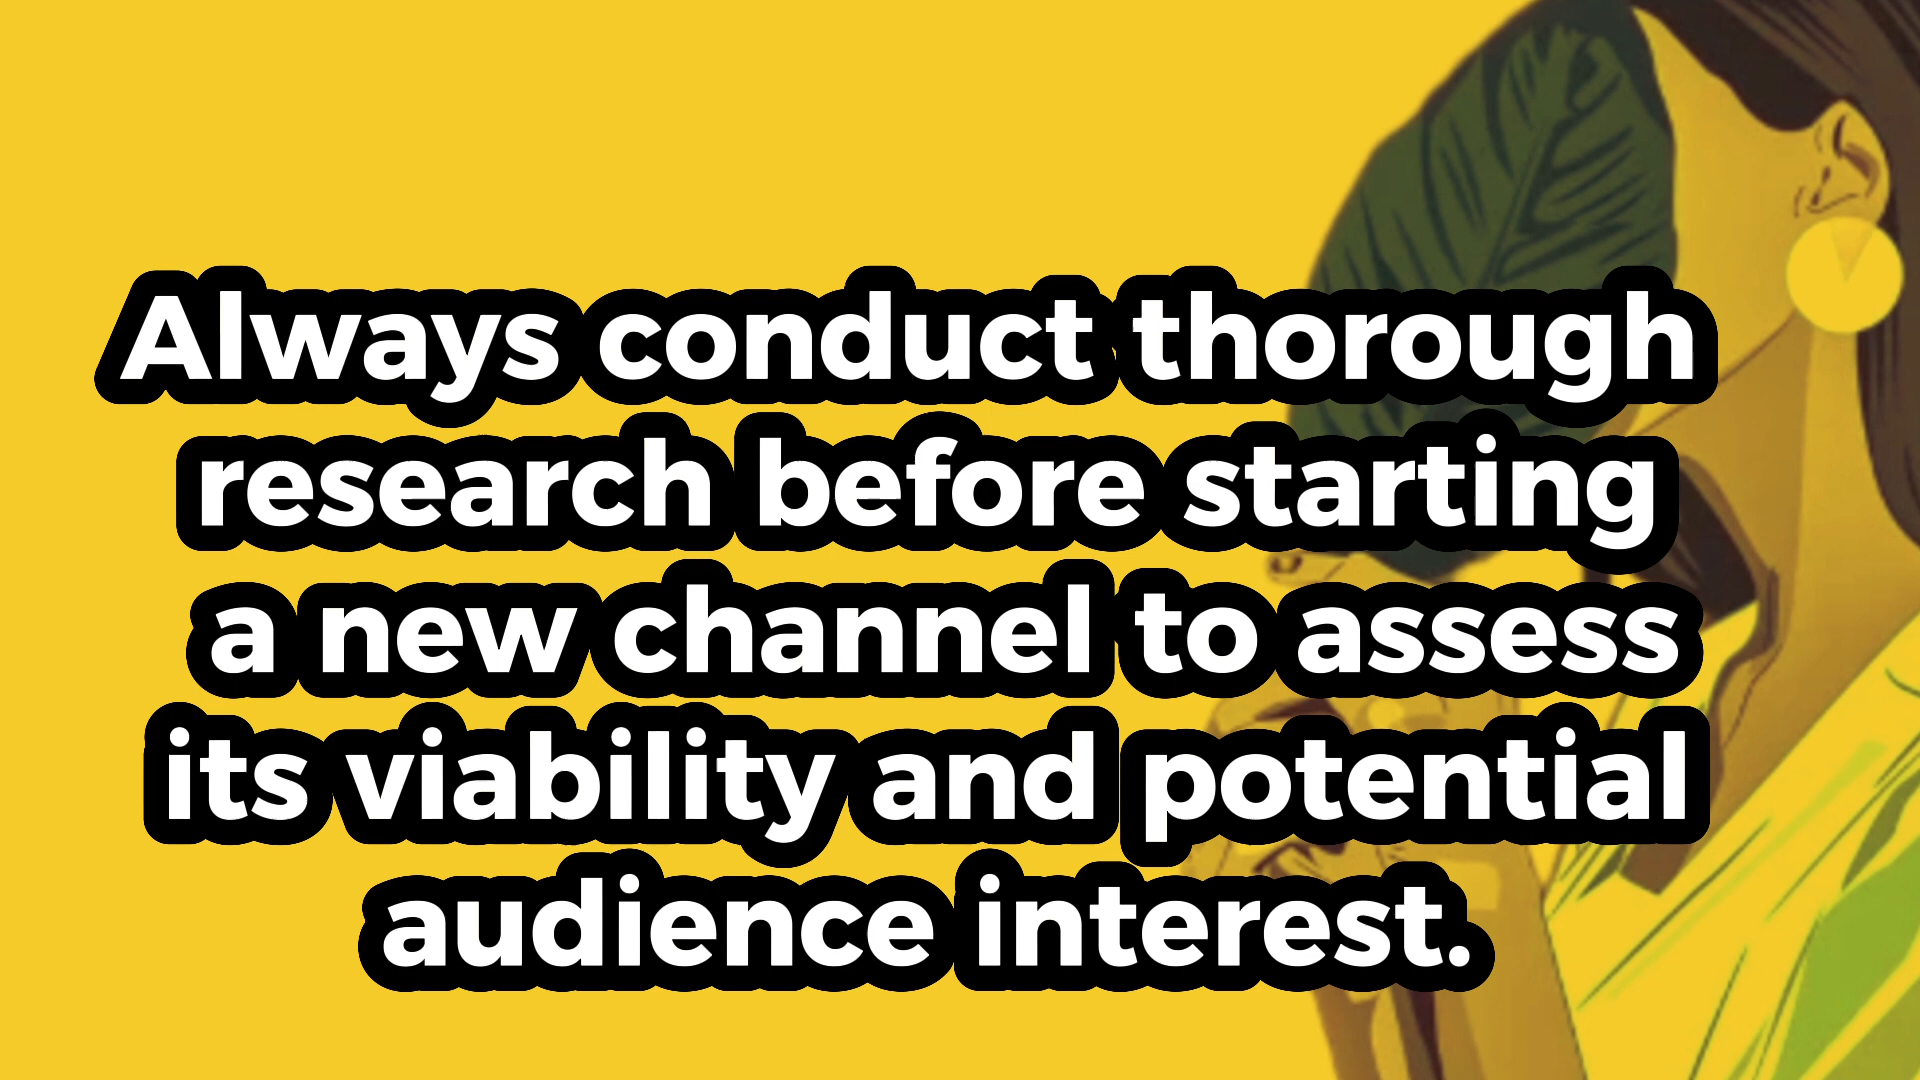 Always conduct thorough
research before starting
a new channel to assess
its viability and potential
audience interest.